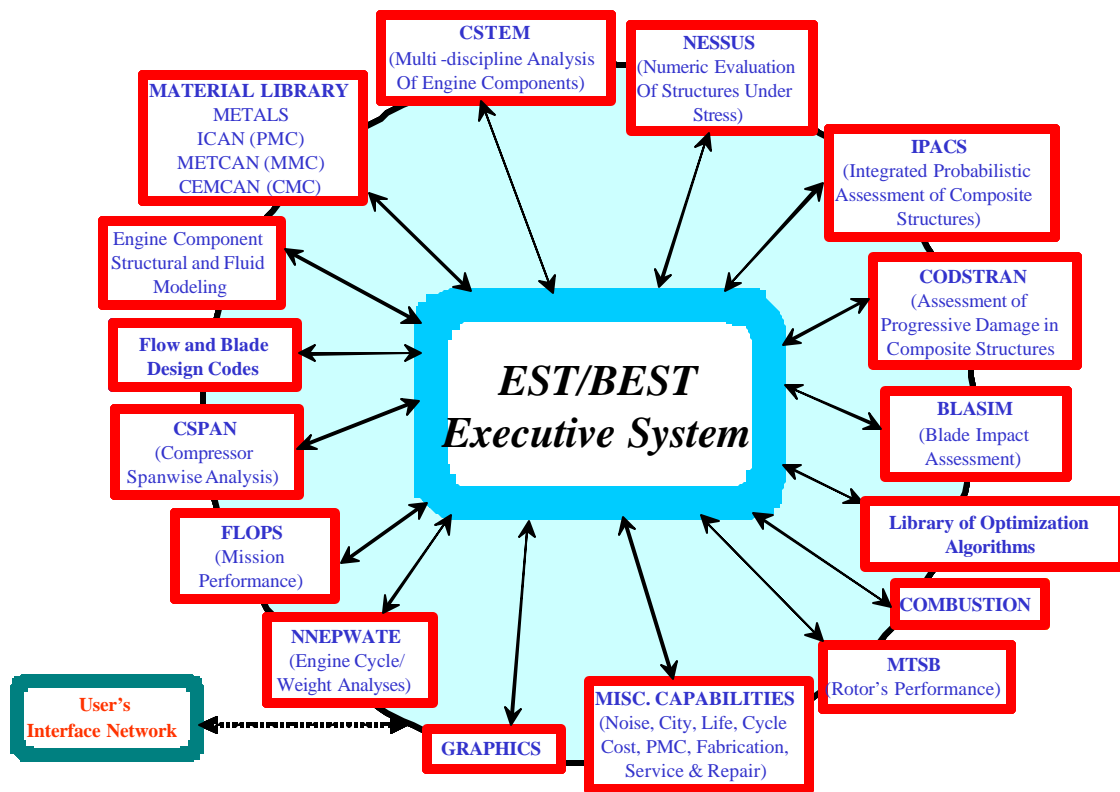 CSTEM
(Multi -discipline Analysis
Of Engine Components)
NESSUS
(Numeric Evaluation
Of Structures Under
Stress)
MATERIAL LIBRARY
METALS
ICAN (PMC)
METCAN (MMC)
CEMCAN (CMC)
IPACS
(Integrated Probabilistic
Assessment of Composite
Structures)
Engine Component
Structural and Fluid
Modeling
CODSTRAN
(Assessment of
Progressive Damage in
Composite Structures
Flow and Blade
Design Codes
EST/BEST
Executive System
BLASIM
(Blade Impact
Assessment)
CSPAN
(Compressor
Spanwise Analysis)
Library of Optimization
Algorithms
FLOPS
(Mission
Performance)
COMBUSTION
NNEPWATE
(Engine Cycle/
Weight Analyses)
MTSB
(Rotor's Performance)
MISC. CAPABILITIES
(Noise, City, Life, Cycle
Cost, PMC, Fabrication,
Service & Repair)
GRAPHICS
User's
Interface Network